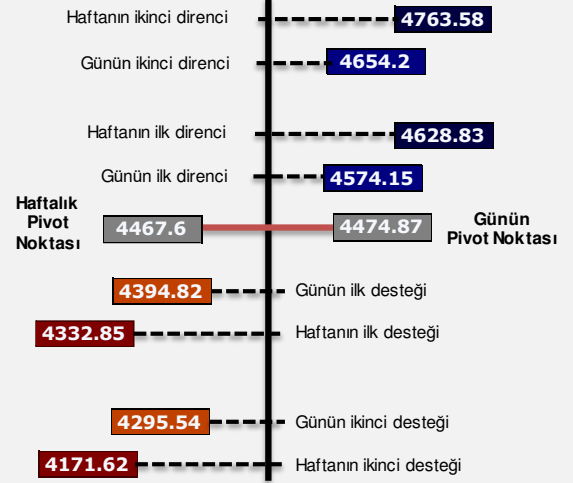 Haftanın ikinci direnci 4763.58
Günün ikinci direnci 4654.2
Haftanın ilk direnci 4628.83
Günün ilk direnci 4574.15
Haftalık
Pivot
Noktası
4467.6 4474.87
Günün
Pivot Noktası
4394.82 Günün ilk desteği
4332.85 Haftanın ilk desteği
4295.54 Günün ikinci desteği
4171.62 Haftanın ikinci desteği